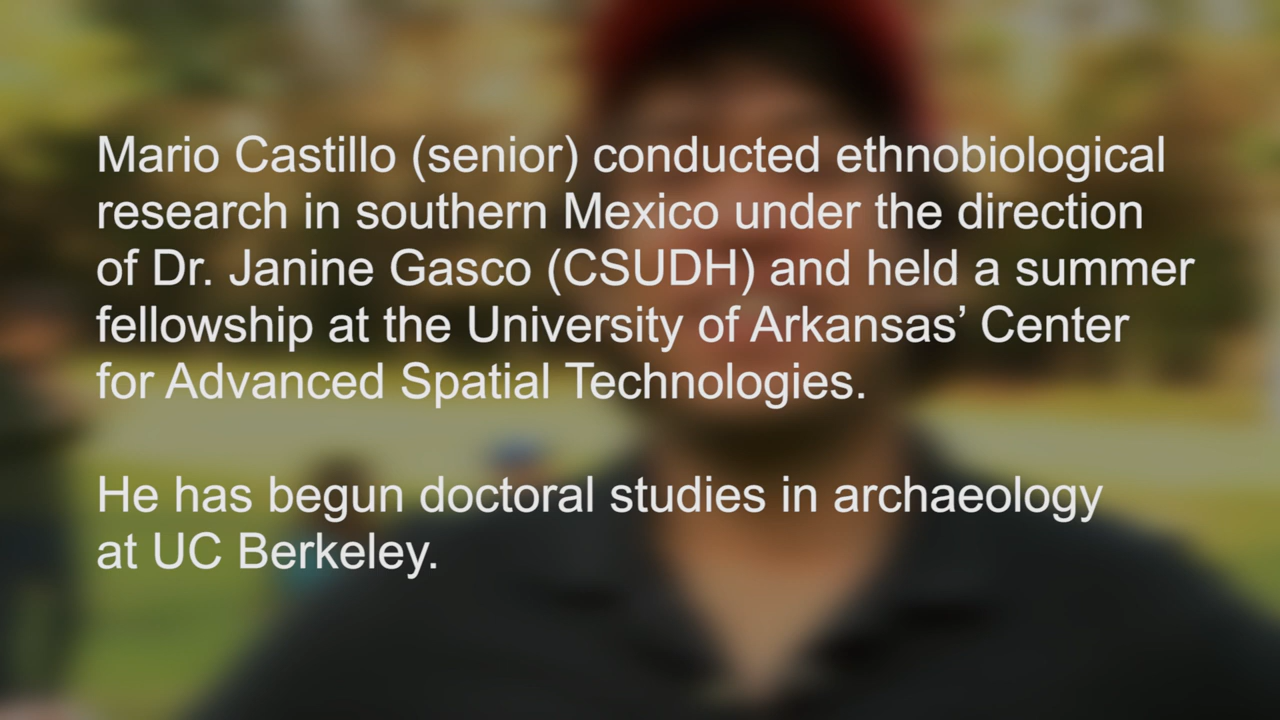 Mario Castillo (senior) conducted ethnobiological
research in southern Mexico under the direction
of Dr. Janine Gasco (CSUDH) and held a summer
fellowship at the University of Arkansas’ Center
for Advanced Spatial Technologies.
He has begun doctoral studies in archaeology
at UC Berkeley.